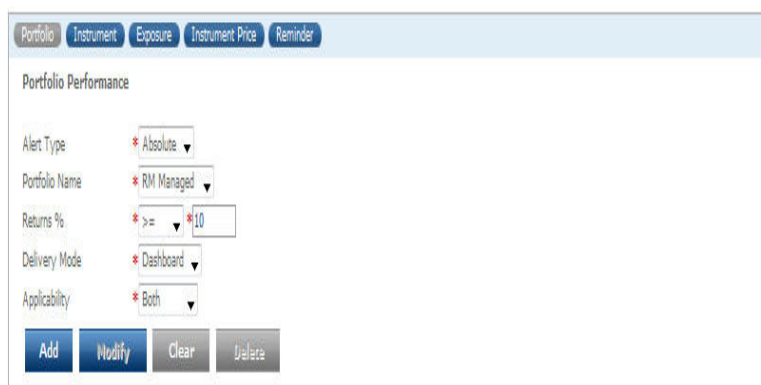 Portfolio Instrument Exposure Instrument Price Reminder
Portfolio Performance
Alert Type * Absolute
Portfolio Name * RM Managed
Returns % * >= * 10
Delivery Mode * Dashboard
Applicability * Both
Add Modify Clear Delete